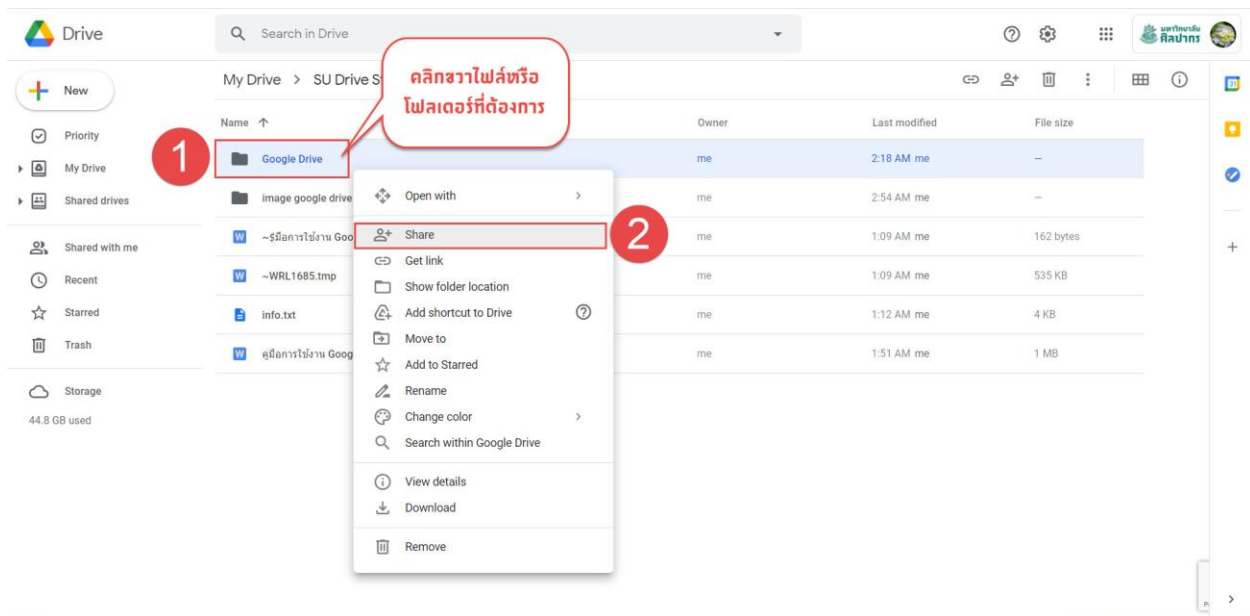 Drive
Search in Drive
มหาวิทยาลัย
ศิลปากร
New
My Drive > SU Drive S
คลิกขวาไฟล์หรือ
โฟลเดอร์ที่ต้องการ
Name
Owner
Last modified
File size
Priority
My Drive
Shared drives
Shared with me
Recent
Starred
Trash
Storage
44.8 GB used
1
Google Drive
me
2:18 AM me
–
image google drive
me
2:54 AM me
–
~รู่มือการใช้งาน Goo
me
1:09 AM me
162 bytes
~WRL1685.tmp
me
1:09 AM me
535 KB
info.txt
me
1:12 AM me
4 KB
คู่มือการใช้งาน Goog
me
1:51 AM me
1 MB
Open with
Share
2
Get link
Show folder location
Add shortcut to Drive
Move to
Add to Starred
Rename
Change color
Search within Google Drive
View details
Download
Remove